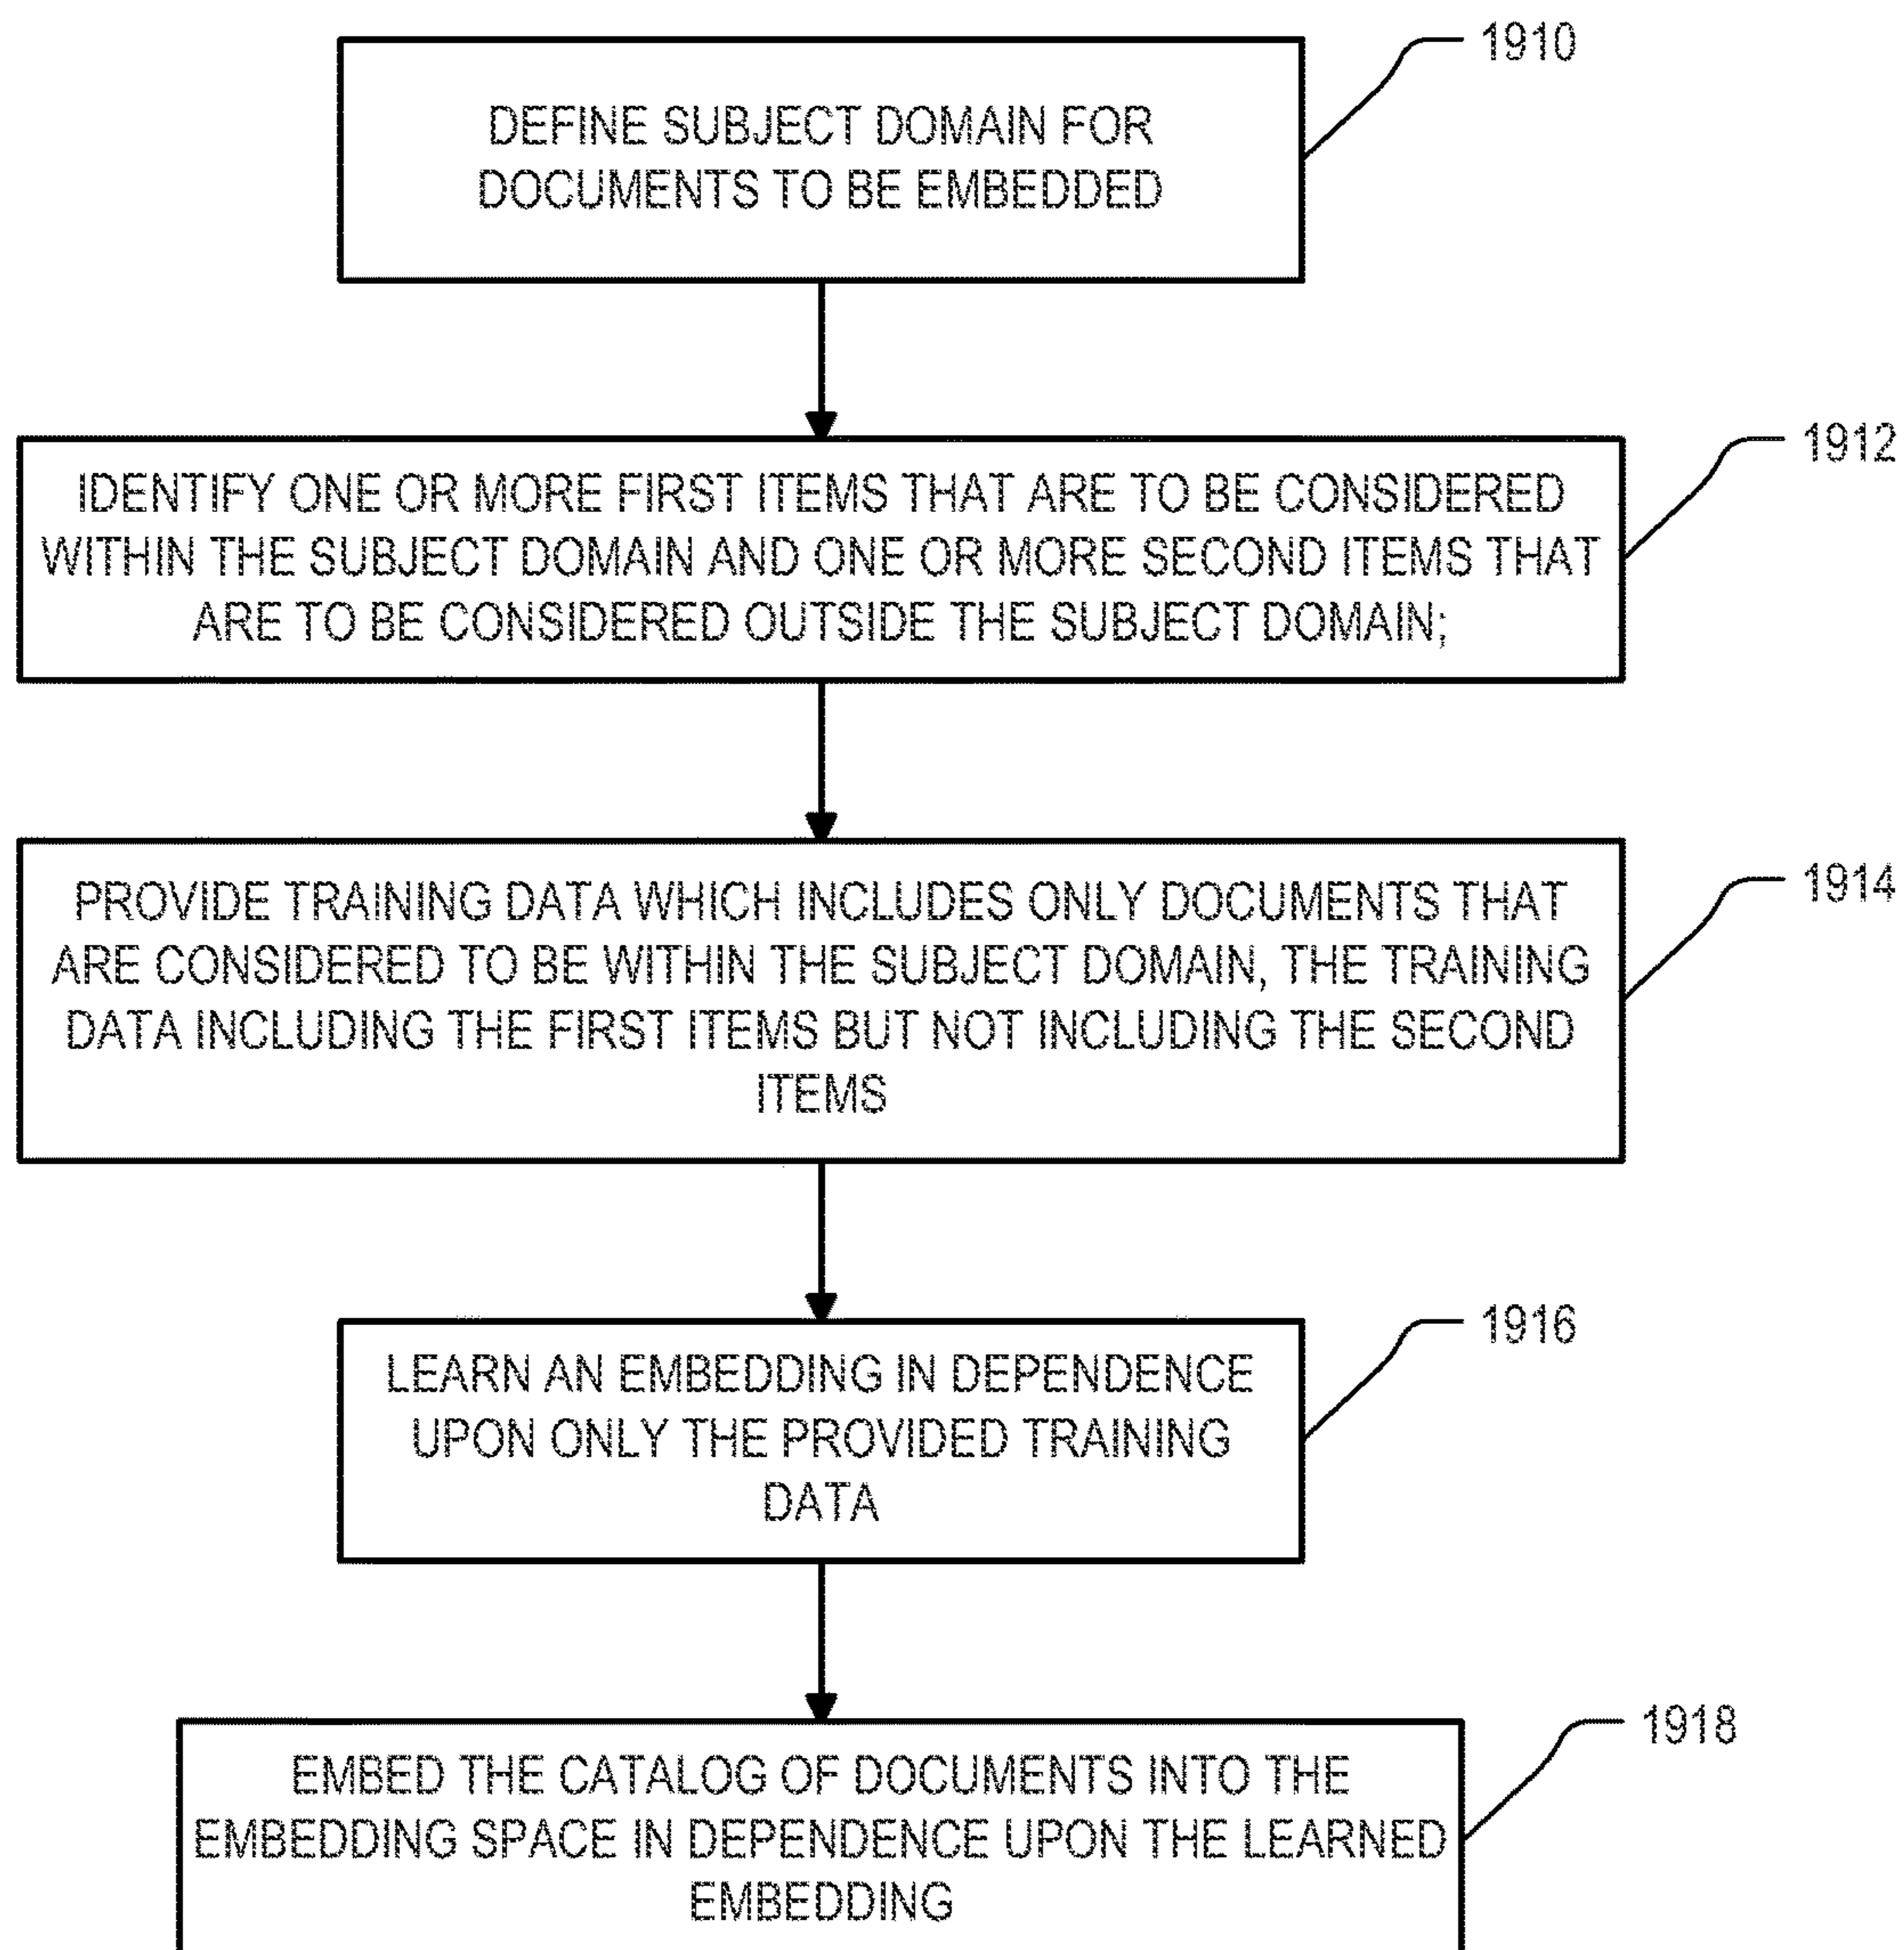 1910
DEFINE SUBJECT DOMAIN FOR
DOCUMENTS TO BE EMBEDDED
1912
IDENTIFY ONE OR MORE FIRST ITEMS THAT ARE TO BE CONSIDERED
WITHIN THE SUBJECT DOMAIN AND ONE OR MORE SECOND ITEMS THAT
ARE TO BE CONSIDERED OUTSIDE THE SUBJECT DOMAIN;
1914
PROVIDE TRAINING DATA WHICH INCLUDES ONLY DOCUMENTS THAT
ARE CONSIDERED TO BE WITHIN THE SUBJECT DOMAIN, THE TRAINING
DATA INCLUDING THE FIRST ITEMS BUT NOT INCLUDING THE SECOND
ITEMS
1916
LEARN AN EMBEDDING IN DEPENDENCE
UPON ONLY THE PROVIDED TRAINING
DATA
1918
EMBED THE CATALOG OF DOCUMENTS INTO THE
EMBEDDING SPACE IN DEPENDENCE UPON THE LEARNED
EMBEDDING